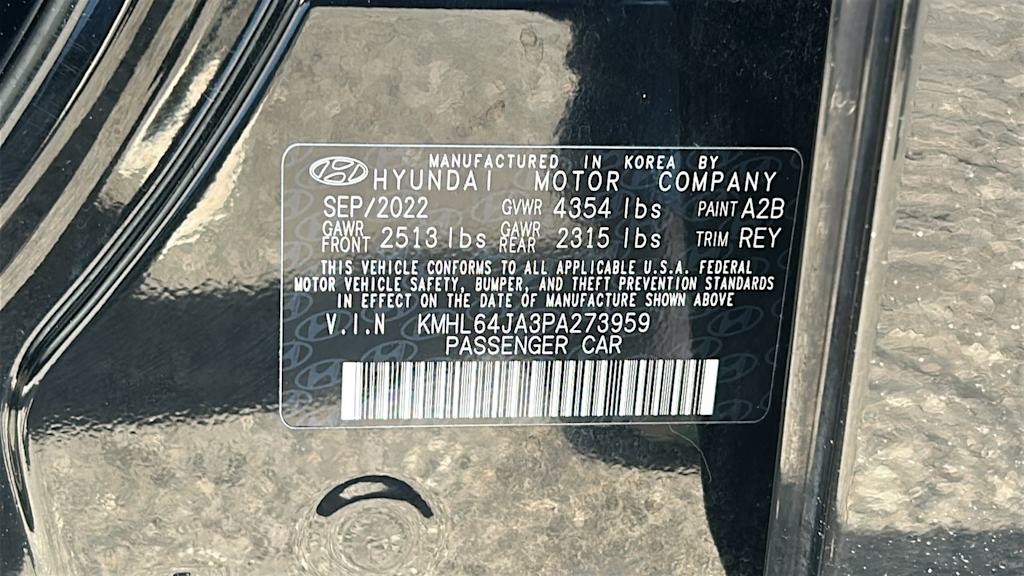 MANUFACTURED IN KOREA BY
HYUNDAI MOTOR COMPANY
SEP/2022 GVWR 4354 lbs PAINT A2B
GAWR FRONT 2513 lbs GAWR REAR 2315 lbs TRIM REY
THIS VEHICLE CONFORMS TO ALL APPLICABLE U.S.A. FEDERAL
MOTOR VEHICLE SAFETY, BUMPER, AND THEFT PREVENTION STANDARDS
IN EFFECT ON THE DATE OF MANUFACTURE SHOWN ABOVE
V.I.N KMHL64JA3PA273959
PASSENGER CAR